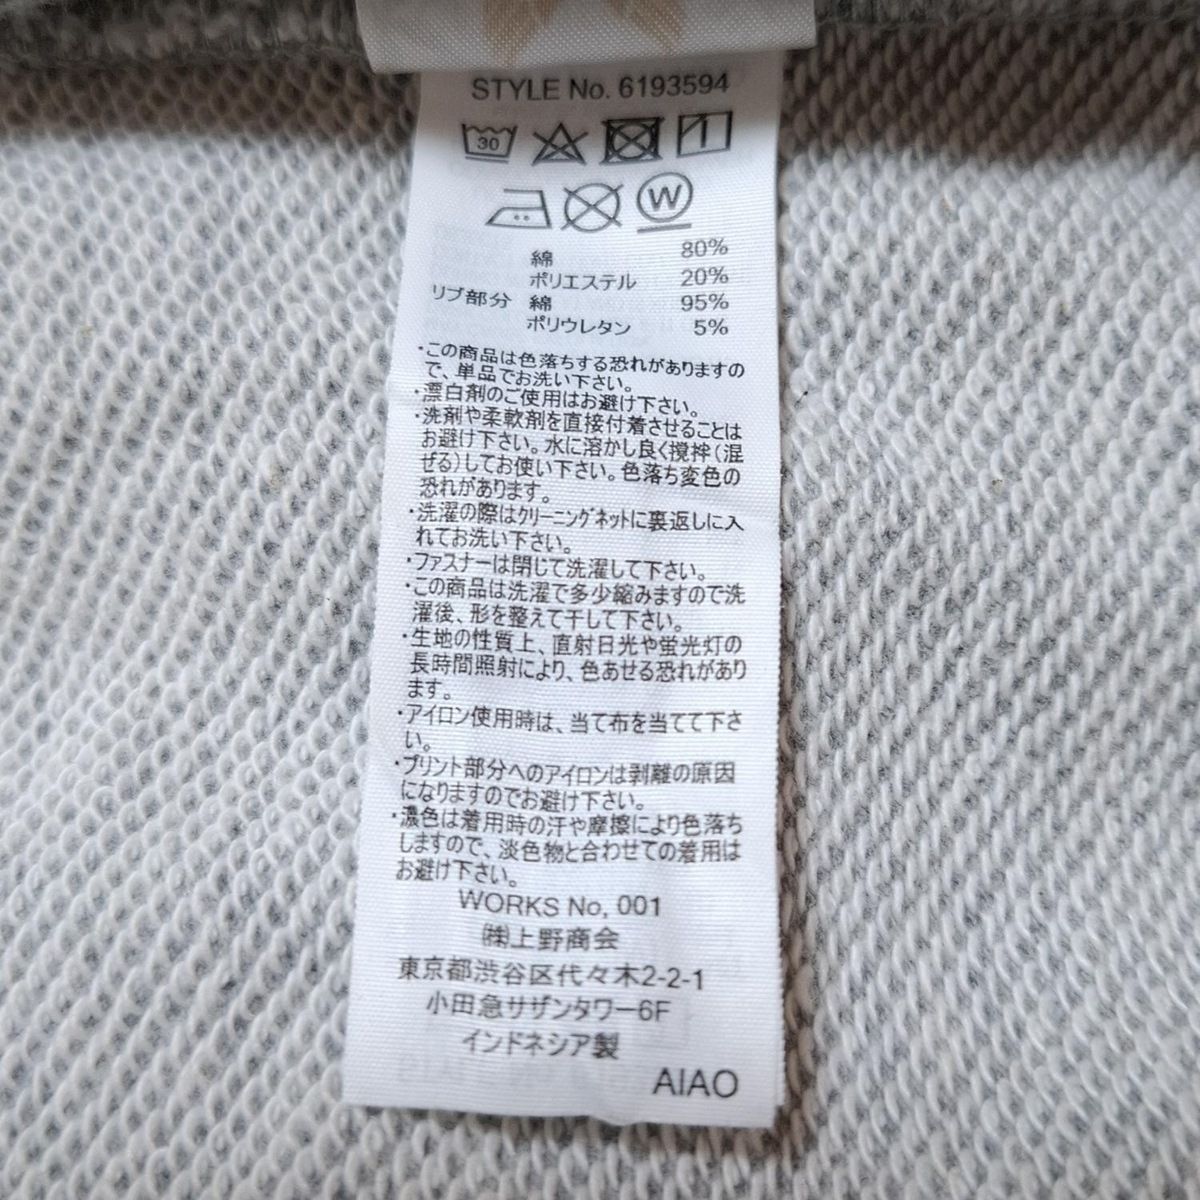 STYLE No. 6193594
30
W
綿 80%
ポリエステル 20%
リブ部分 綿 95%
ポリウレタン 5%
・この商品は色落ちする恐れがありますの
で、単品でお洗い下さい。
・漂白剤のご使用はお避け下さい。
・洗剤や柔軟剤を直接付着させることは
お避け下さい。水に溶かし良く撹拌(混
ぜる)してお使い下さい。色落ち変色の
恐れがあります。
・洗濯の際はクリーニングネットに裏返しに入
れてお洗い下さい。
・ファスナーは閉じて洗濯して下さい。
・この商品は洗濯で多少縮みますので洗
濯後、形を整えて干して下さい。
・生地の性質上、直射日光や蛍光灯の
長時間照射により、色あせる恐れがあり
ます。
・アイロン使用時は、当て布を当てて下さ
い。
・プリント部分へのアイロンは剥離の原因
になりますのでお避け下さい。
・濃色は着用時の汗や摩擦により色落ち
しますので、淡色物と合わせての着用は
お避け下さい。
WORKS No, 001
㈱上野商会
東京都渋谷区代々木2-2-1
小田急サザンタワー6F
インドネシア製
AIAO